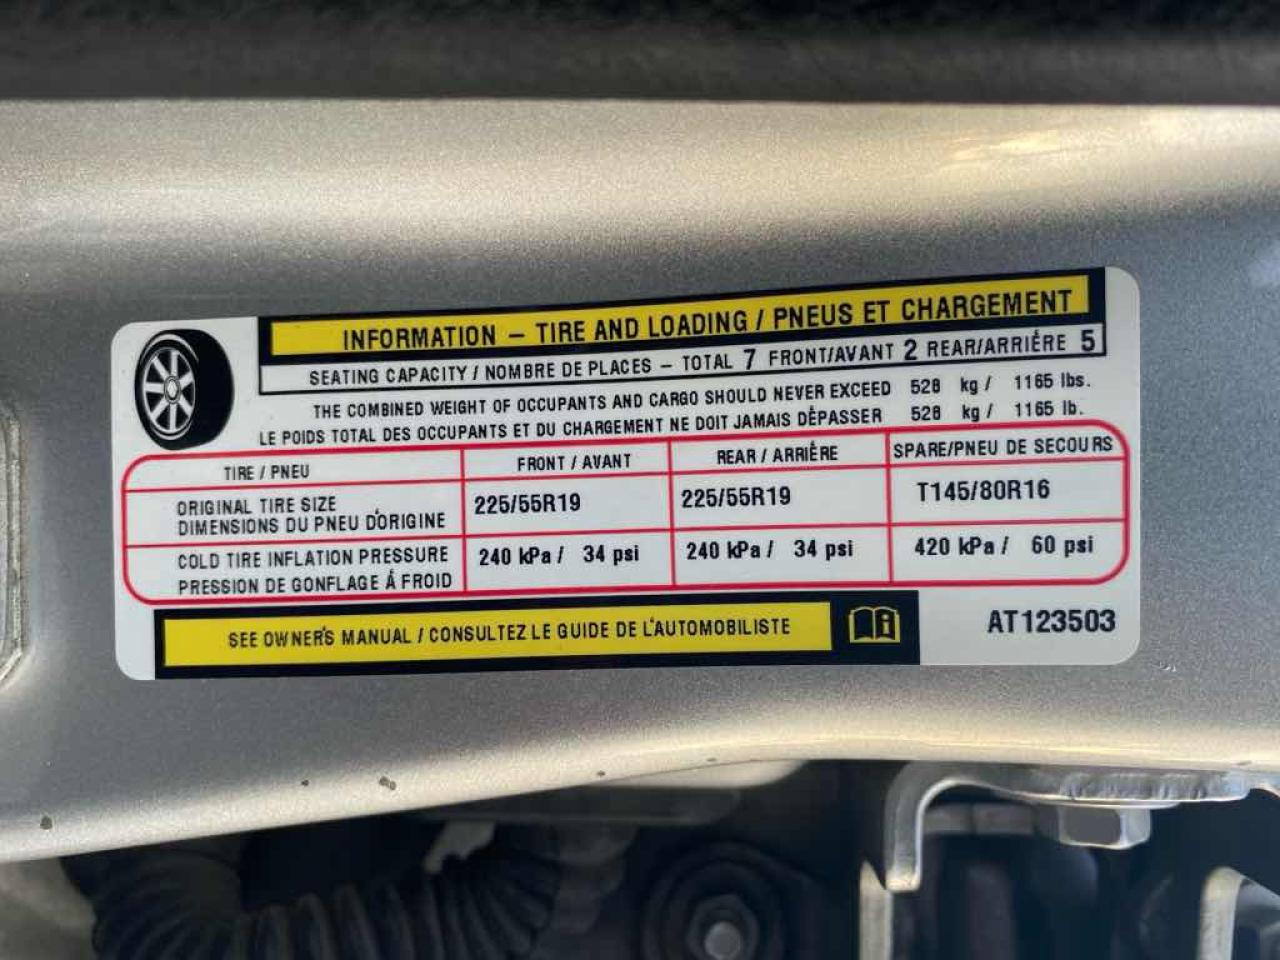 INFORMATION – TIRE AND LOADING / PNEUS ET CHARGEMENT
SEATING CAPACITY / NOMBRE DE PLACES – TOTAL 7 FRONT/AVANT 2 REAR/ARRIÈRE 5
THE COMBINED WEIGHT OF OCCUPANTS AND CARGO SHOULD NEVER EXCEED 528 kg / 1165 lbs.
LE POIDS TOTAL DES OCCUPANTS ET DU CHARGEMENT NE DOIT JAMAIS DÉPASSER 528 kg / 1165 lb.
TIRE / PNEU FRONT / AVANT REAR / ARRIÈRE SPARE/PNEU DE SECOURS
ORIGINAL TIRE SIZE
DIMENSIONS DU PNEU D'ORIGINE 225/55R19 225/55R19 T145/80R16
COLD TIRE INFLATION PRESSURE
PRESSION DE GONFLAGE À FROID 240 kPa / 34 psi 240 kPa / 34 psi 420 kPa / 60 psi
SEE OWNER'S MANUAL / CONSULTEZ LE GUIDE DE L'AUTOMOBILISTE
AT123503